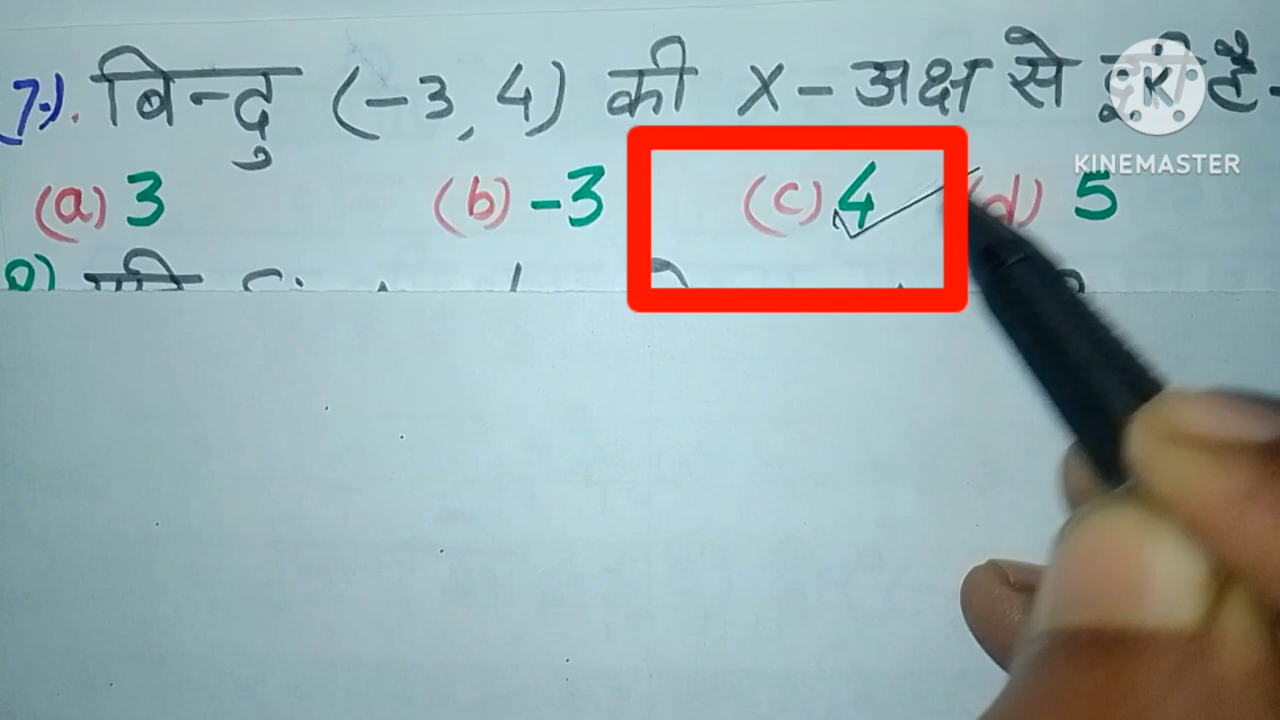 7.) बिन्दु (-3, 4) की x - अक्ष से दूरी है -
(a) 3 (b) -3 (c) 4 (d) 5
KINEMASTER